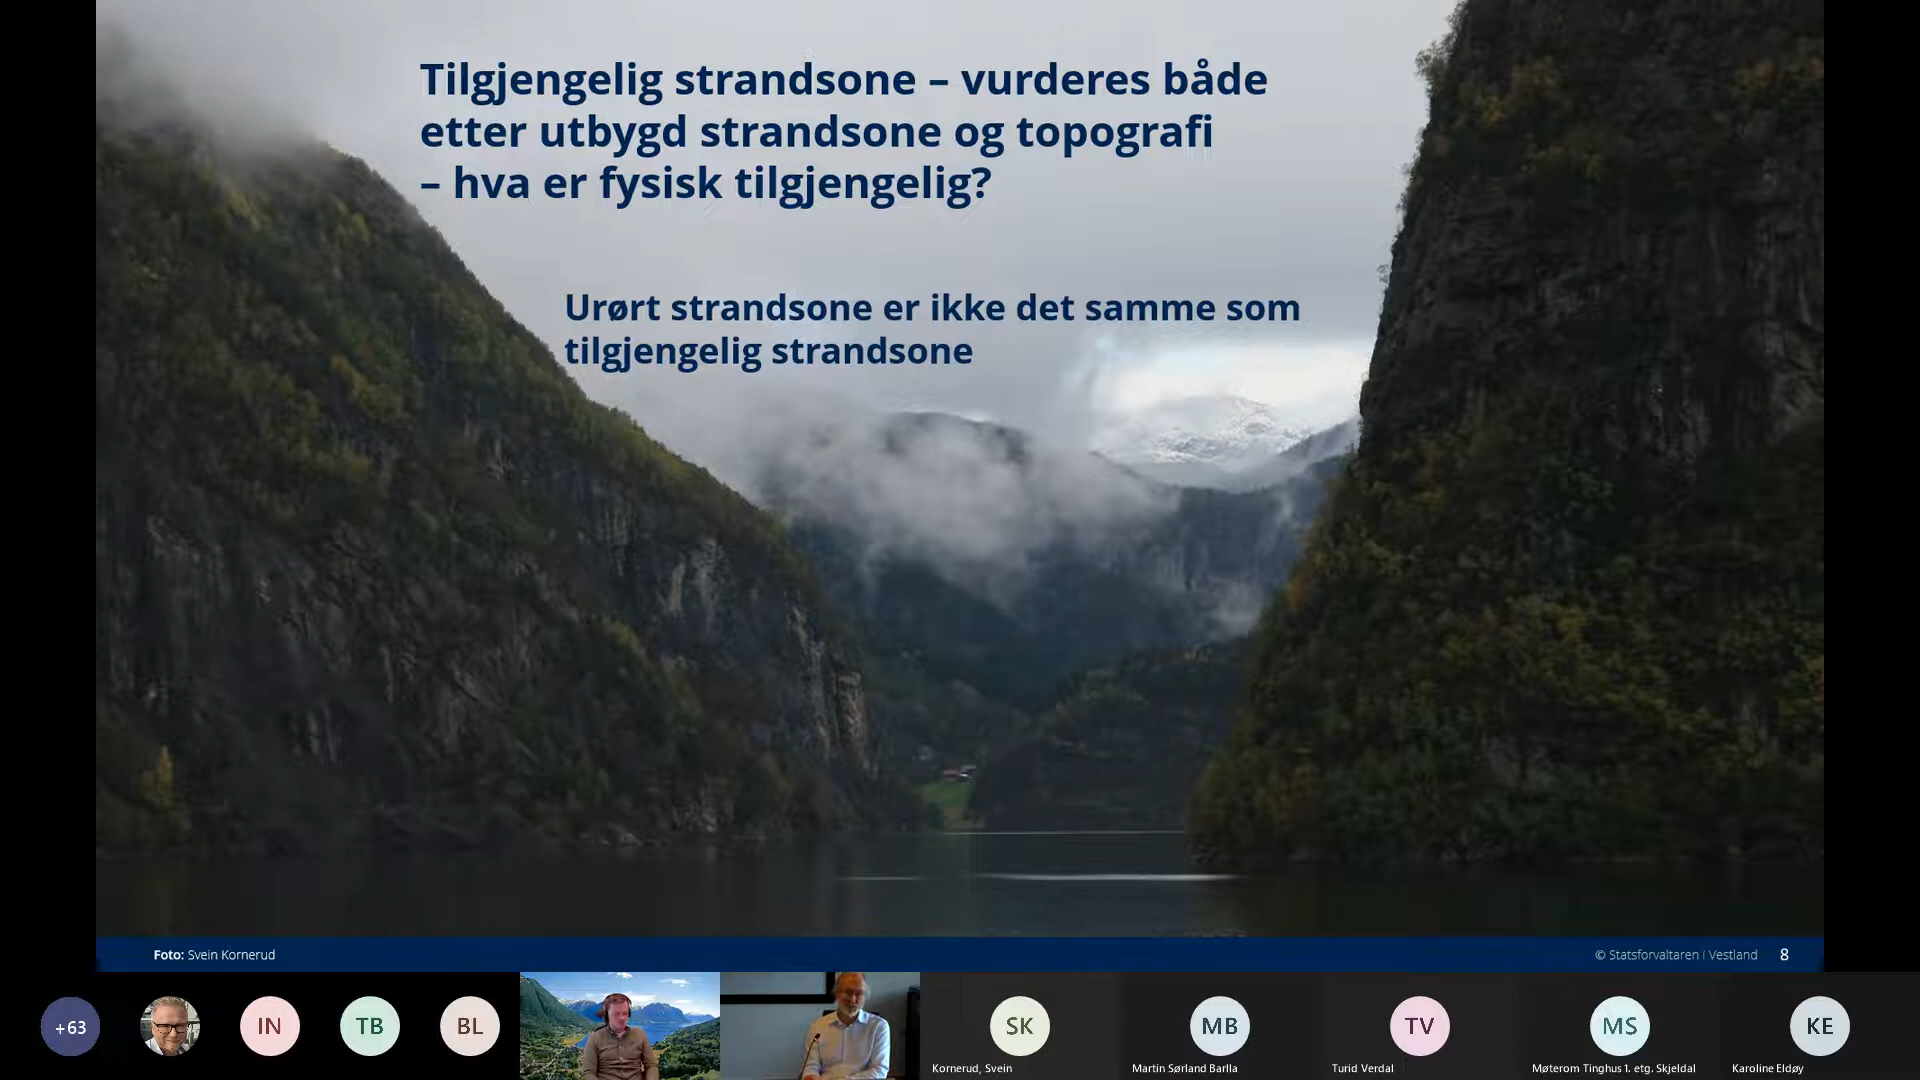 Tilgjengelig strandsone – vurderes både
etter utbygd strandsone og topografi
– hva er fysisk tilgjengelig?
Urørt strandsone er ikke det samme som
tilgjengelig strandsone
Foto: Svein Kornerud
© Statsforvaltaren i Vestland 8
+63
IN
TB
BL
SK
MB
TV
MS
KE
Kornerud, Svein
Martin Sørland Barlla
Turid Verdal
Møterom Tinghus 1. etg. Skjeldal
Karoline Eldøy